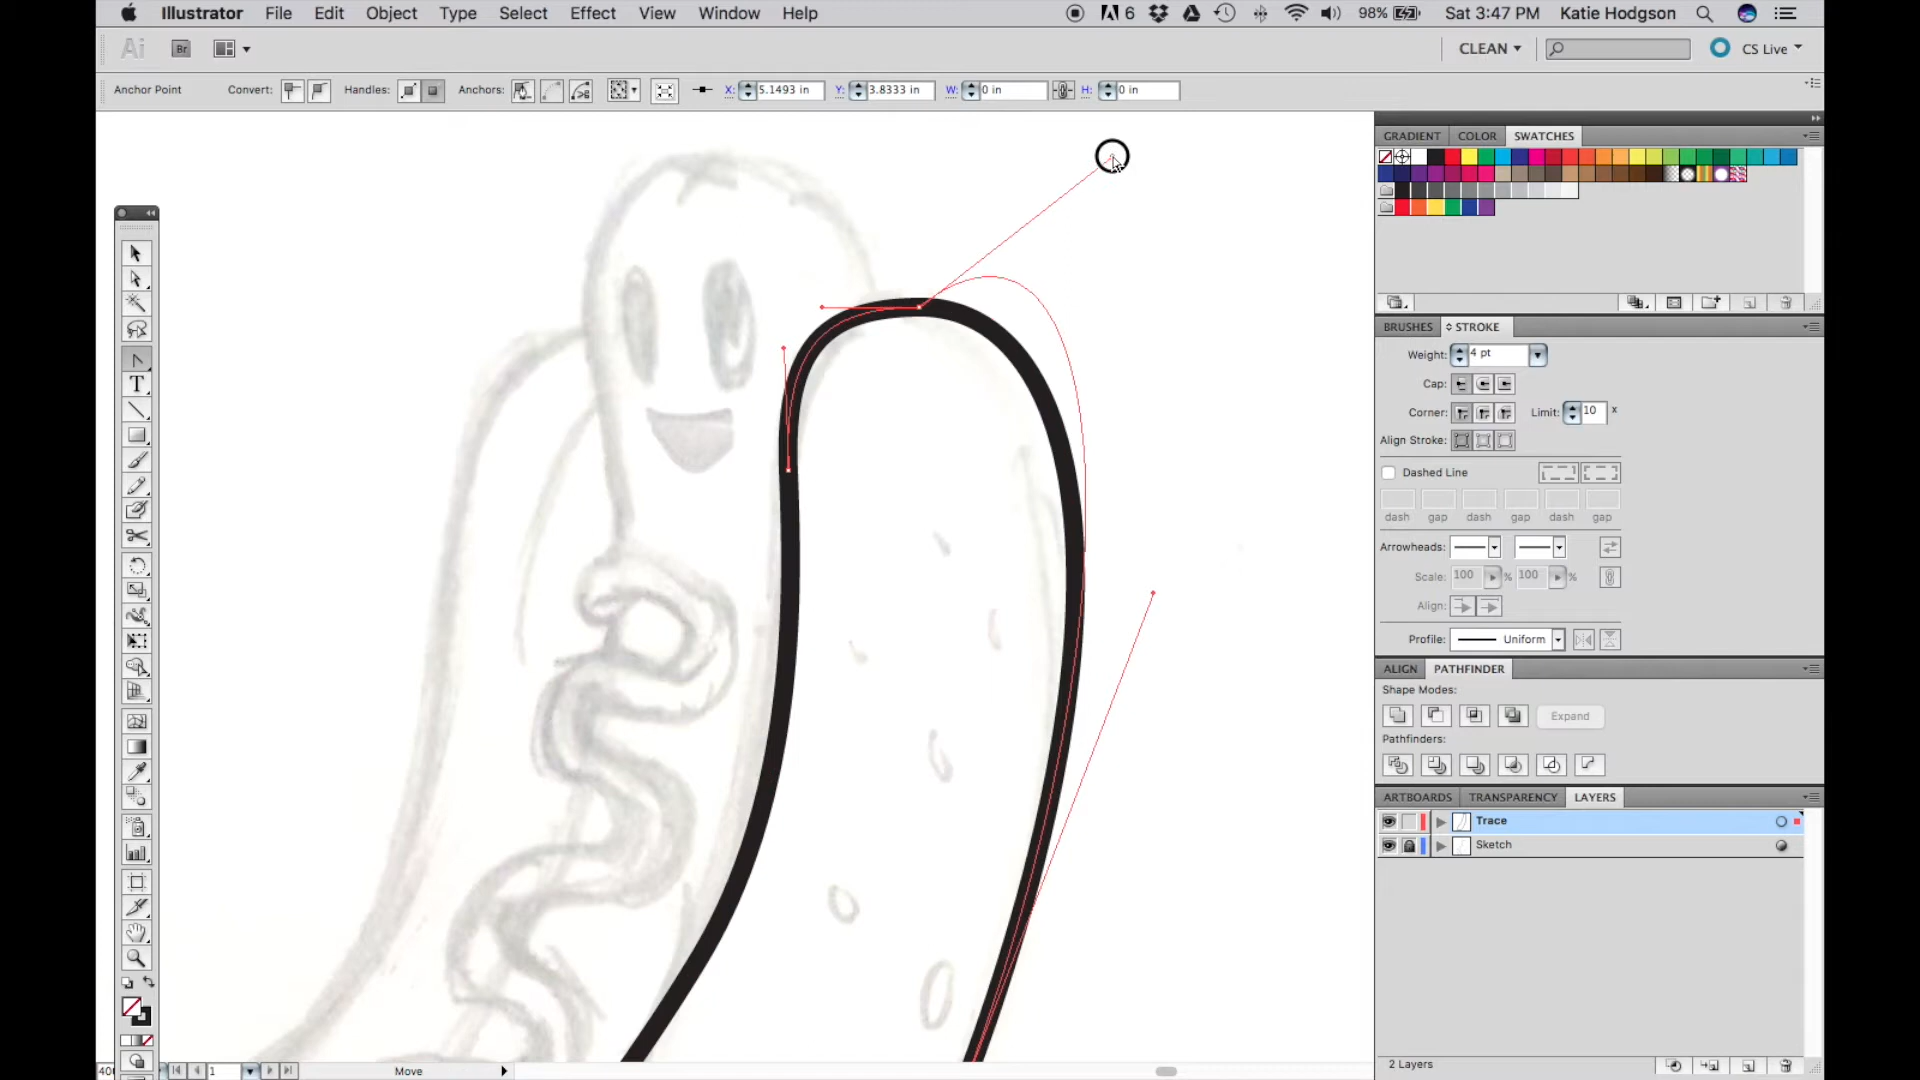 Illustrator File Edit Object Type Select Effect View Window Help 6 98% Sat 3:47 PM Katie Hodgson
Ai Br CLEAN CS Live
Anchor Point Convert: Handles: Anchors: X: 5.1493 in Y: 3.8333 in W: 0 in H: 0 in
GRADIENT COLOR SWATCHES
BRUSHES STROKE
Weight: 4 pt
Cap:
Corner: Limit: 10 x
Align Stroke:
Dashed Line
dash gap dash gap dash gap
Arrowheads:
Scale: 100 % 100 %
Align:
Profile: Uniform
ALIGN PATHFINDER
Shape Modes:
Expand
Pathfinders:
ARTBOARDS TRANSPARENCY LAYERS
Trace
Sketch
T
2 Layers
1 Move